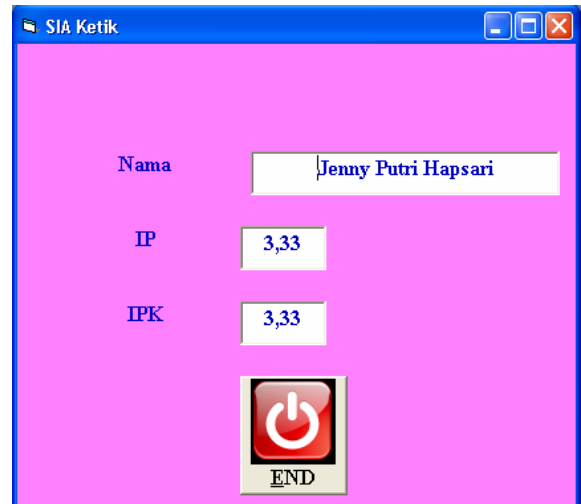 SIA Ketik
Nama Jenny Putri Hapsari
IP 3,33
IPK 3,33
END